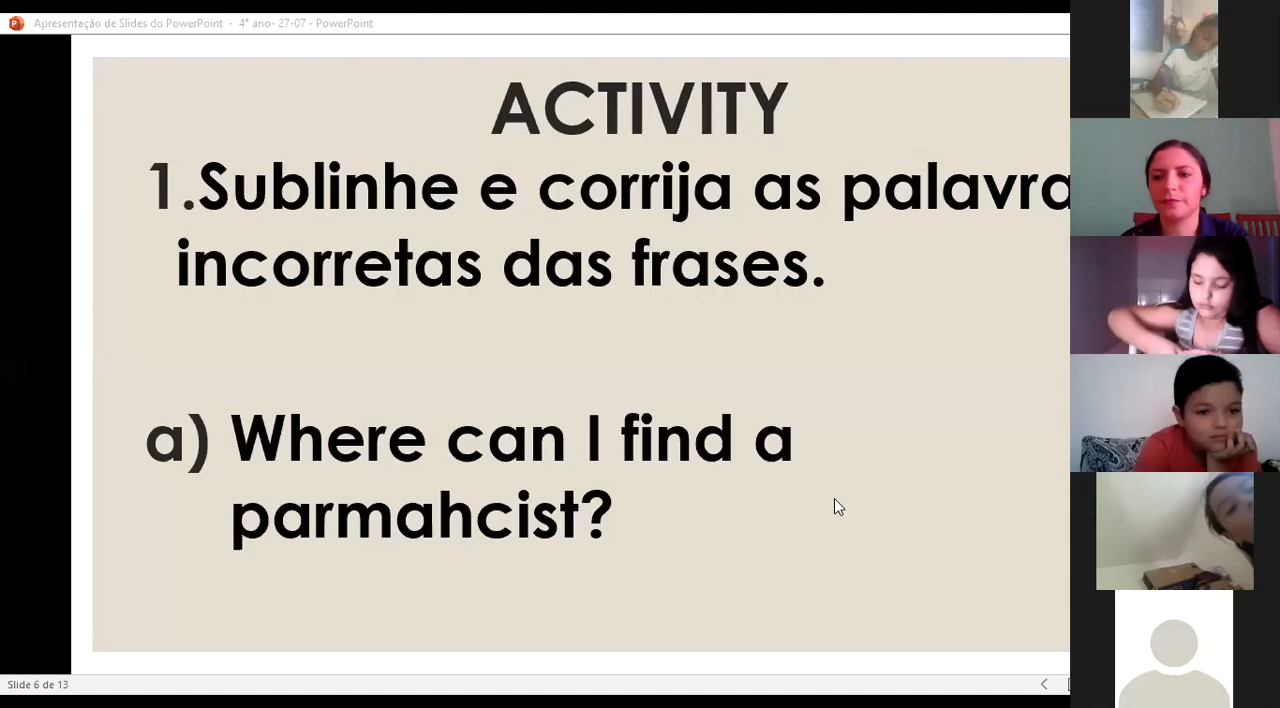 Apresentação de Slides do PowerPoint - 4° ano- 27-07 - PowerPoint
ACTIVITY
1.Sublinhe e corrija as palavra
incorretas das frases.
a) Where can I find a
parmahcist?
Slide 6 de 13